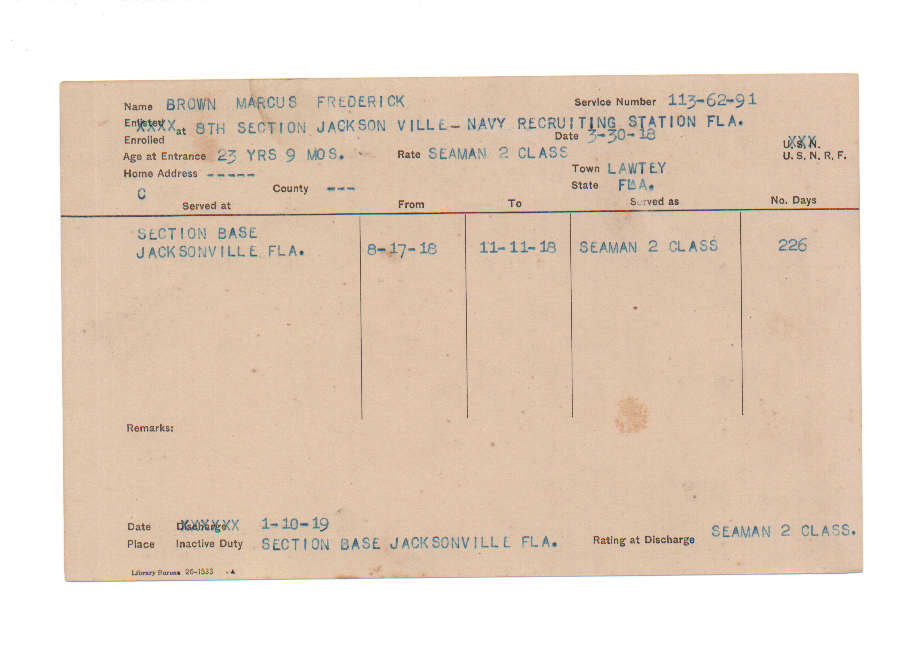 Name BROWN MARCUS FREDERICK Service Number 113-62-91
Enlisted XXXX at 8TH SECTION JACKSON VILLE- NAVY RECRUITING STATION FLA.
Enrolled Date 3-30-18
U.S.N. XXX
Age at Entrance 23 YRS 9 MOS. Rate SEAMAN 2 CLASS U. S. N. R. F.
Home Address ----- Town LAWTEY
C County --- State FLA.
Served at From To Served as No. Days
SECTION BASE
JACKSONVILLE FLA. 8-17-18 11-11-18 SEAMAN 2 CLASS 226
Remarks:
Date Discharge XXXXXX 1-10-19
Place Inactive Duty SECTION BASE JACKSONVILLE FLA. Rating at Discharge SEAMAN 2 CLASS.
Library Bureau 26-1533